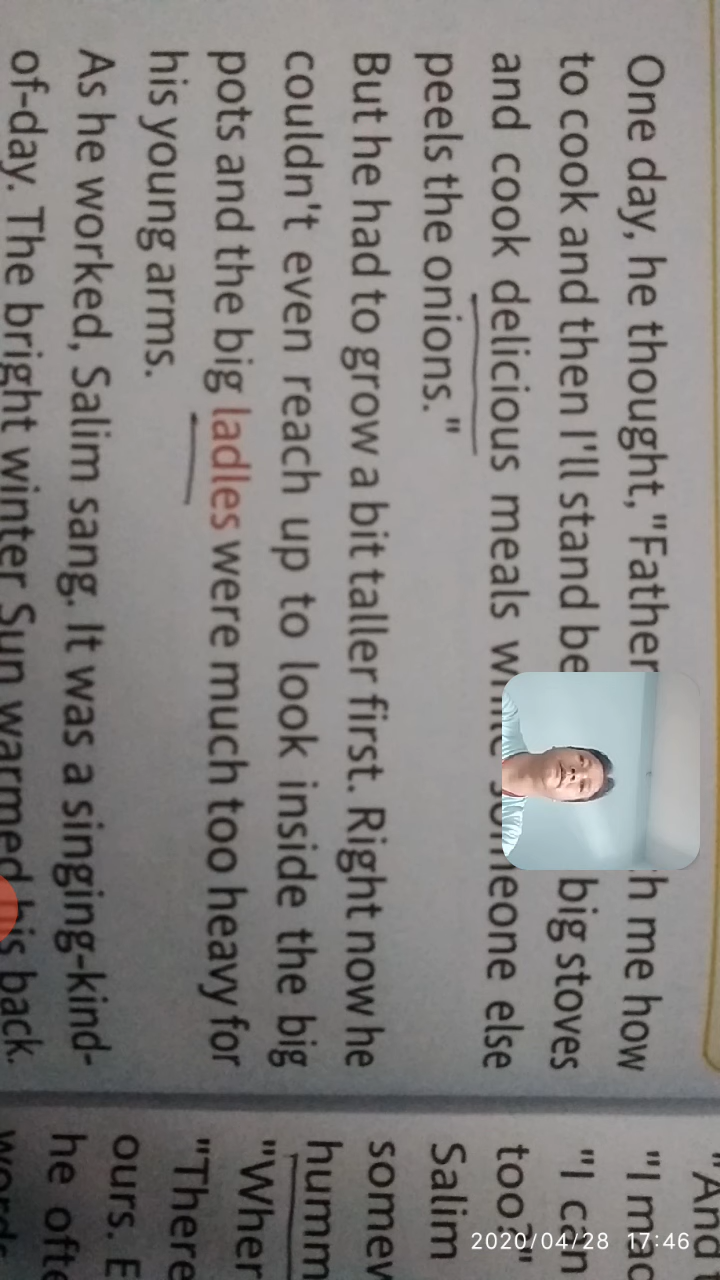 One day, he thought, "Father h me how
to cook and then I'll stand be big stoves
and cook delicious meals someone else
peels the onions."
But he had to grow a bit taller first. Right now he
couldn't even reach up to look inside the big
pots and the big ladles were much too heavy for
his young arms.
As he worked, Salim sang. It was a singing-kind-
of-day. The bright winter Sun warmed his back.
"And
"I
"I can
too?"
Salim
somew
humm
"Wher
"There
ours. E
he ofte
words
2020/04/28 17:46